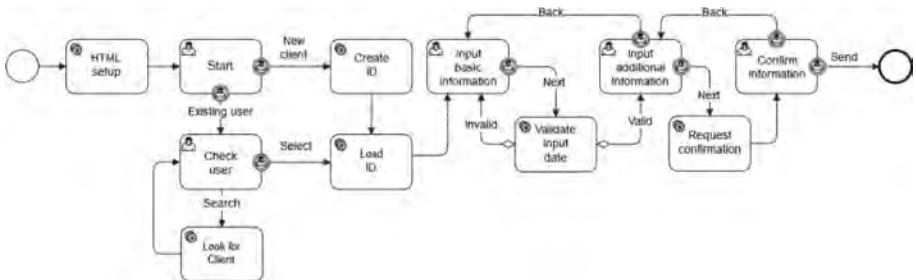 Back
Back
HTML
setup
Start
New
client
Create
ID
Input
basic
information
Next
Input
additional
information
Next
Confirm
information
Send
Existing user
Check
user
Select
Load
ID
Invalid
Validate
input
date
Valid
Request
confirmation
Search
Look for
Client